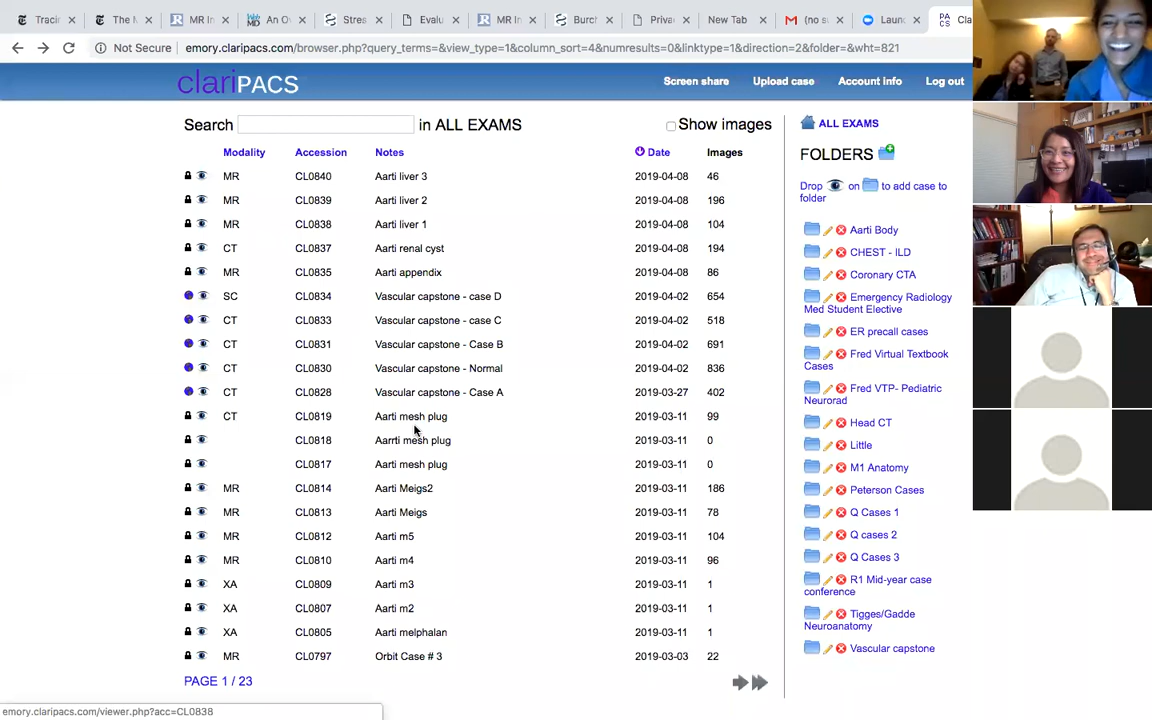 Traci
The M
MR In
An Ov
Stres
Evalu
MR In
Burch
Priva
New Tab
(no s
Laun
Cla
Not Secure emory.claripacs.com/browser.php?query_terms=&view_type=1&column_sort=4&numresults=0&linktype=1&direction=2&folder=&wht=821
clariPACS
Screen share Upload case Account info Log out
Search in ALL EXAMS Show images
Modality Accession Notes Date Images
MR CL0840 Aarti liver 3 2019-04-08 46
MR CL0839 Aarti liver 2 2019-04-08 196
MR CL0838 Aarti liver 1 2019-04-08 104
CT CL0837 Aarti renal cyst 2019-04-08 194
MR CL0835 Aarti appendix 2019-04-08 86
SC CL0834 Vascular capstone - case D 2019-04-02 654
CT CL0833 Vascular capstone - case C 2019-04-02 518
CT CL0831 Vascular capstone - Case B 2019-04-02 691
CT CL0830 Vascular capstone - Normal 2019-04-02 836
CT CL0828 Vascular capstone - Case A 2019-03-27 402
CT CL0819 Aarti mesh plug 2019-03-11 99
CL0818 Aarrti mesh plug 2019-03-11 0
CL0817 Aarti mesh plug 2019-03-11 0
MR CL0814 Aarti Meigs2 2019-03-11 186
MR CL0813 Aarti Meigs 2019-03-11 78
MR CL0812 Aarti m5 2019-03-11 104
MR CL0810 Aarti m4 2019-03-11 96
XA CL0809 Aarti m3 2019-03-11 1
XA CL0807 Aarti m2 2019-03-11 1
XA CL0805 Aarti melphalan 2019-03-11 1
MR CL0797 Orbit Case # 3 2019-03-03 22
PAGE 1 / 23
ALL EXAMS
FOLDERS
Drop on to add case to
folder
Aarti Body
CHEST - ILD
Coronary CTA
Emergency Radiology
Med Student Elective
ER precall cases
Fred Virtual Textbook
Cases
Fred VTP- Pediatric
Neurorad
Head CT
Little
M1 Anatomy
Peterson Cases
Q Cases 1
Q cases 2
Q Cases 3
R1 Mid-year case
conference
Tigges/Gadde
Neuroanatomy
Vascular capstone
emory.claripacs.com/viewer.php?acc=CL0838